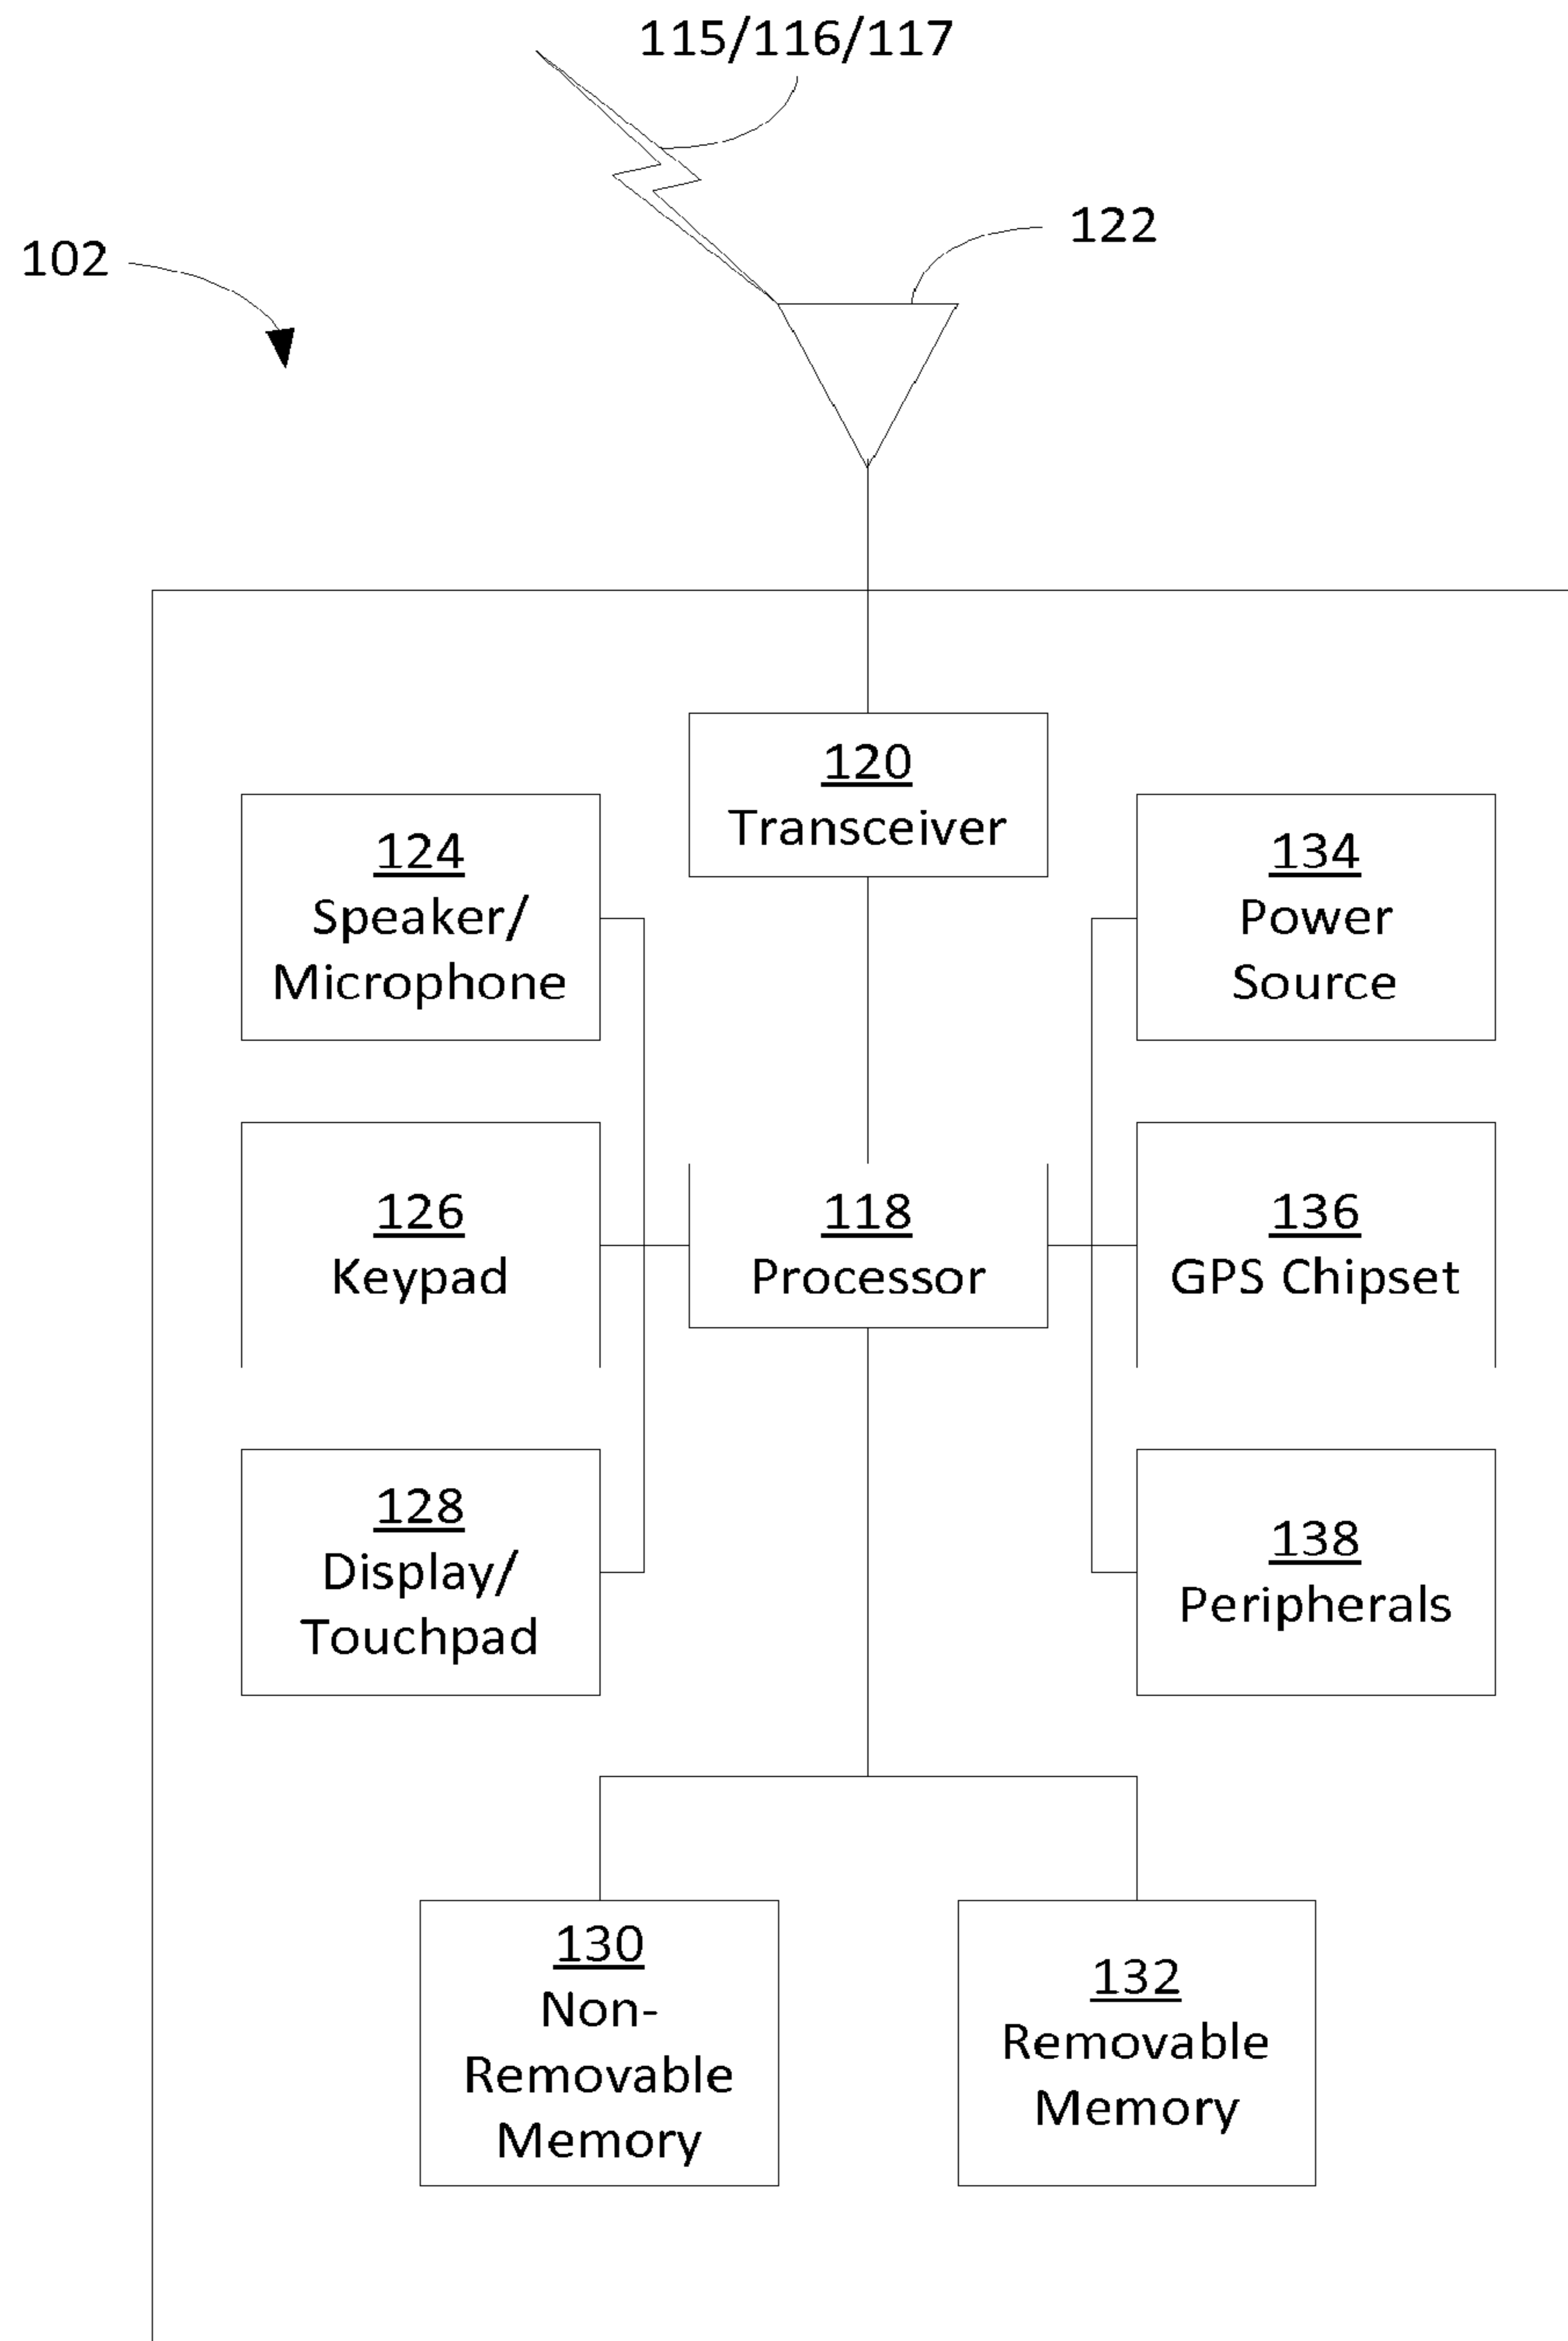 115/116/117
122
102
120
Transceiver
124
Speaker/
Microphone
134
Power
Source
126
Keypad
118
Processor
136
GPS Chipset
128
Display/
Touchpad
138
Peripherals
130
Non-
Removable
Memory
132
Removable
Memory